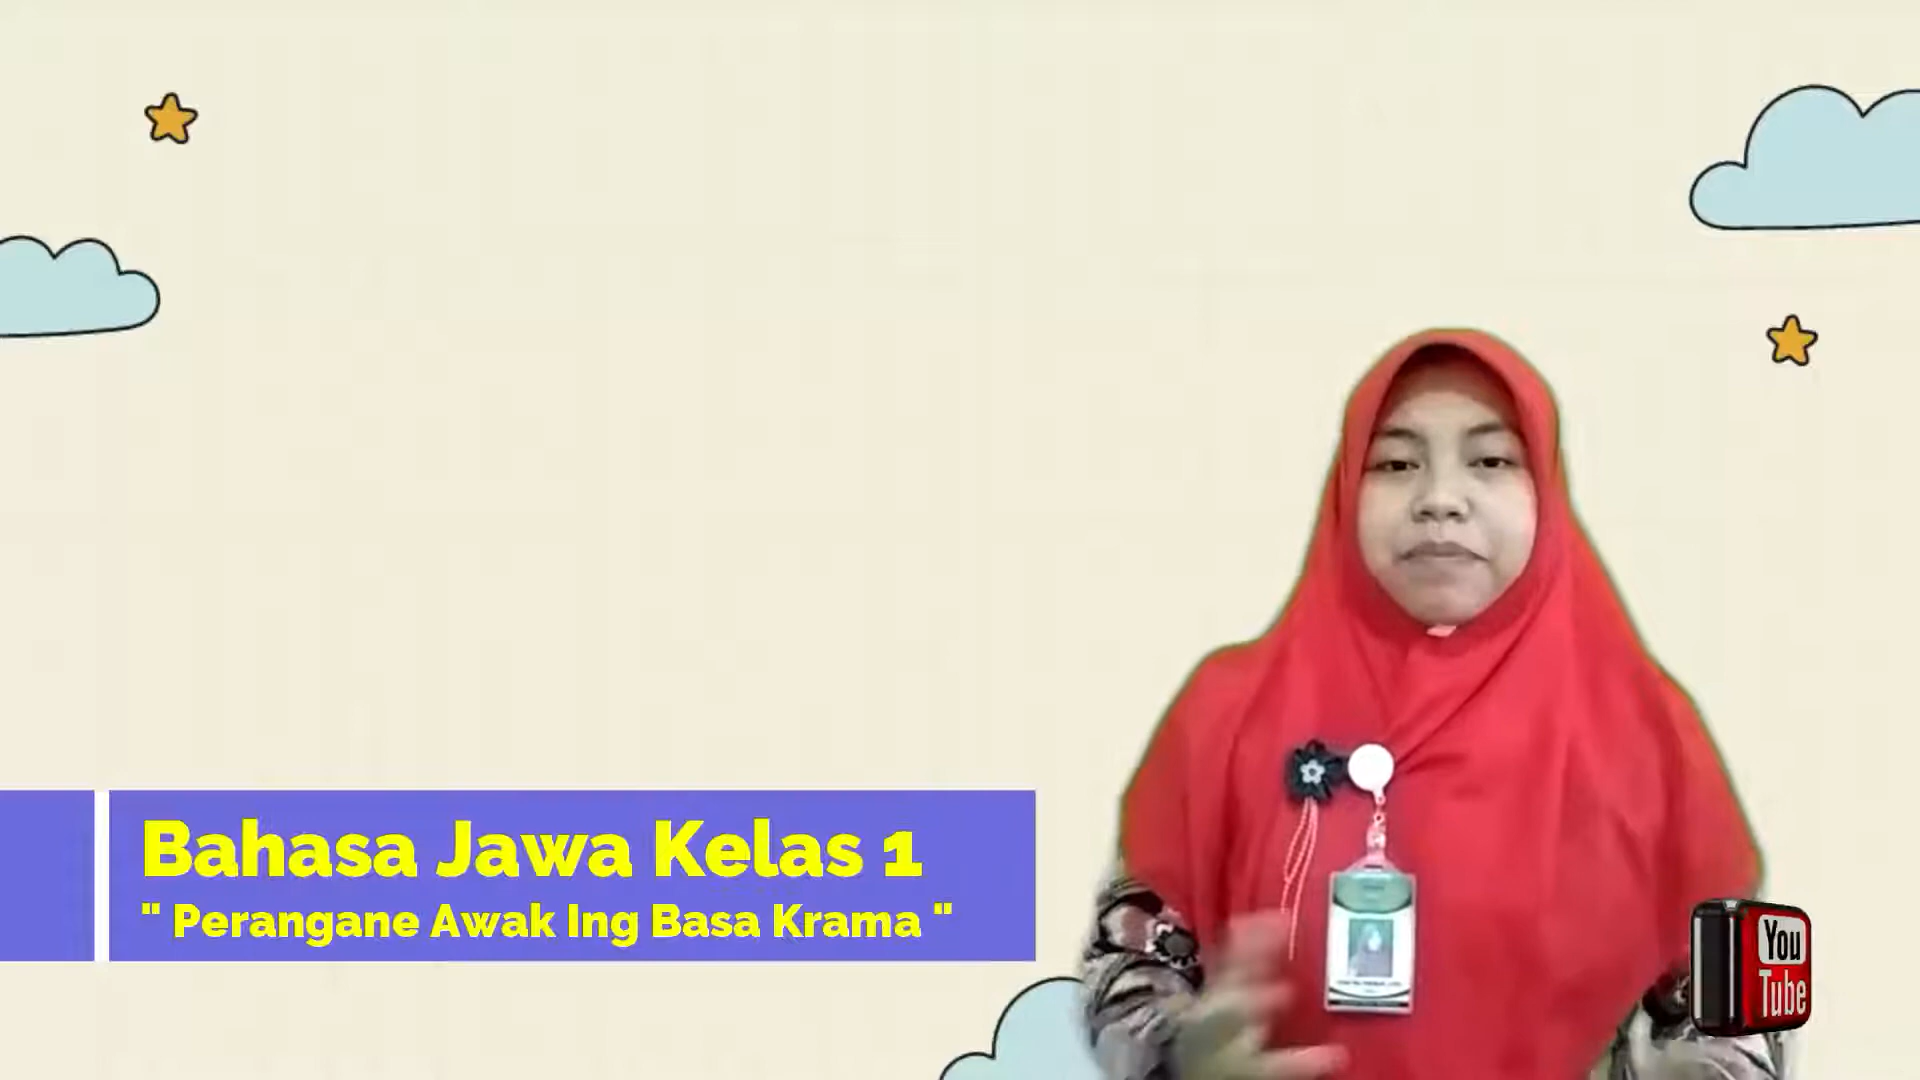 Bahasa Jawa Kelas 1
" Perangane Awak Ing Basa Krama "
You
Tube